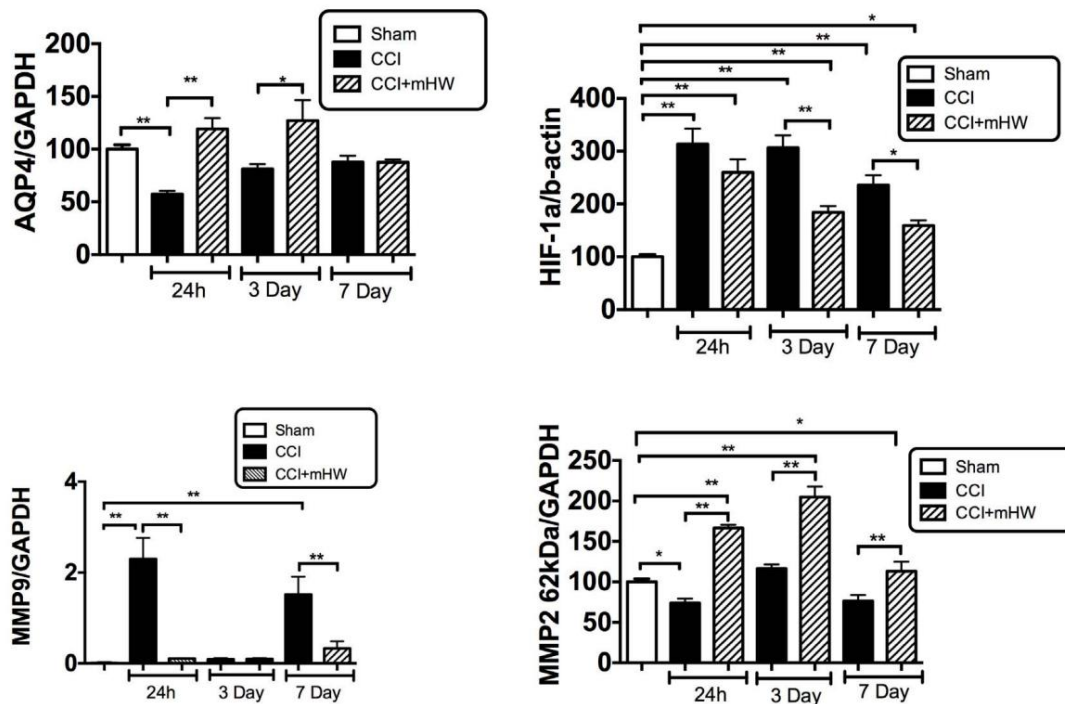 AQP4/GAPDH
200
150
100
50
0
**
**
*
24h
3 Day
7 Day
Sham
CCI
CCI+mHW
HIF-1a/b-actin
400
300
200
100
0
*
**
**
**
**
**
**
*
24h
3 Day
7 Day
Sham
CCI
CCI+mHW
MMP9/GAPDH
4
2
0
**
**
**
**
24h
3 Day
7 Day
Sham
CCI
CCI+mHW
MMP2 62kDa/GAPDH
250
200
150
100
50
0
*
**
**
**
**
*
**
24h
3 Day
7 Day
Sham
CCI
CCI+mHW